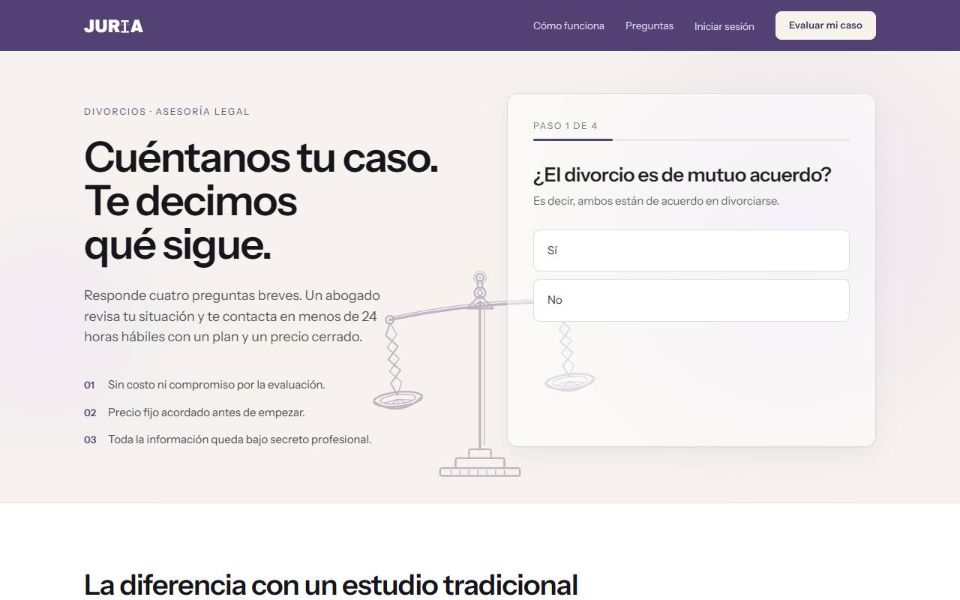 JURIA
Cómo funciona
Preguntas
Iniciar sesión
Evaluar mi caso
DIVORCIOS · ASESORÍA LEGAL
Cuéntanos tu caso.
Te decimos
qué sigue.
Responde cuatro preguntas breves. Un abogado
revisa tu situación y te contacta en menos de 24
horas hábiles con un plan y un precio cerrado.
01 Sin costo ni compromiso por la evaluación.
02 Precio fijo acordado antes de empezar.
03 Toda la información queda bajo secreto profesional.
PASO 1 DE 4
¿El divorcio es de mutuo acuerdo?
Es decir, ambos están de acuerdo en divorciarse.
Sí
No
La diferencia con un estudio tradicional